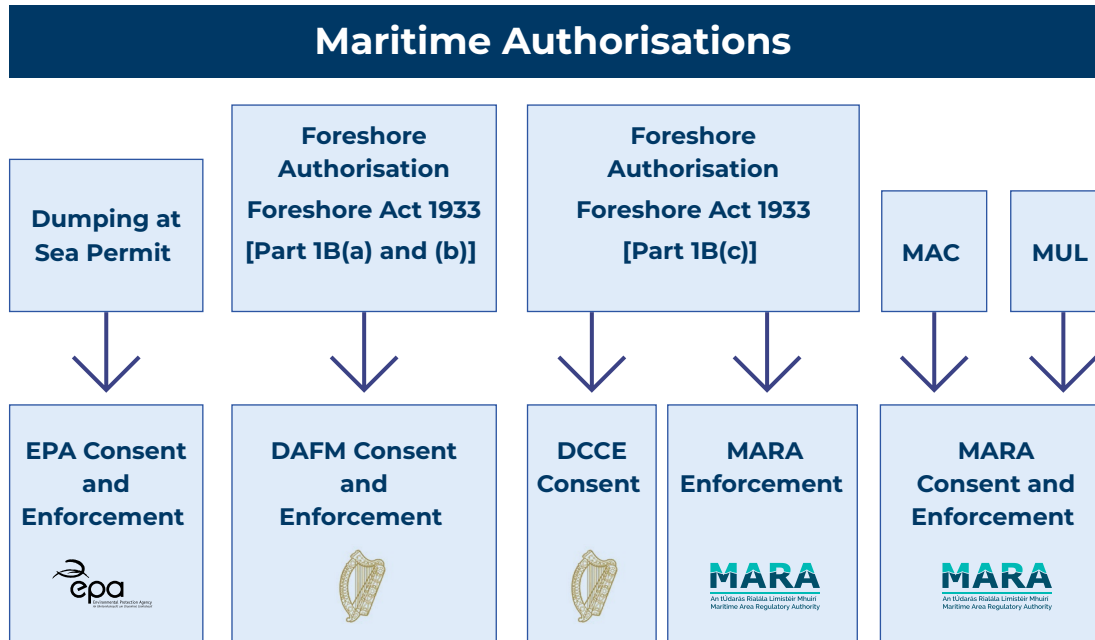 Maritime Authorisations
Dumping at
Sea Permit
Foreshore
Authorisation
Foreshore Act 1933
[Part 1B(a) and (b)]
Foreshore
Authorisation
Foreshore Act 1933
[Part 1B(c)]
MAC
MUL
EPA Consent
and
Enforcement
epa
Environmental Protection Agency
DAFM Consent
and
Enforcement
DCCE
Consent
MARA
Enforcement
MARA
An tÚdarás Rialála Limistéir Mhuirí
Maritime Area Regulatory Authority
MARA
Consent and
Enforcement
MARA
An tÚdarás Rialála Limistéir Mhuirí
Maritime Area Regulatory Authority